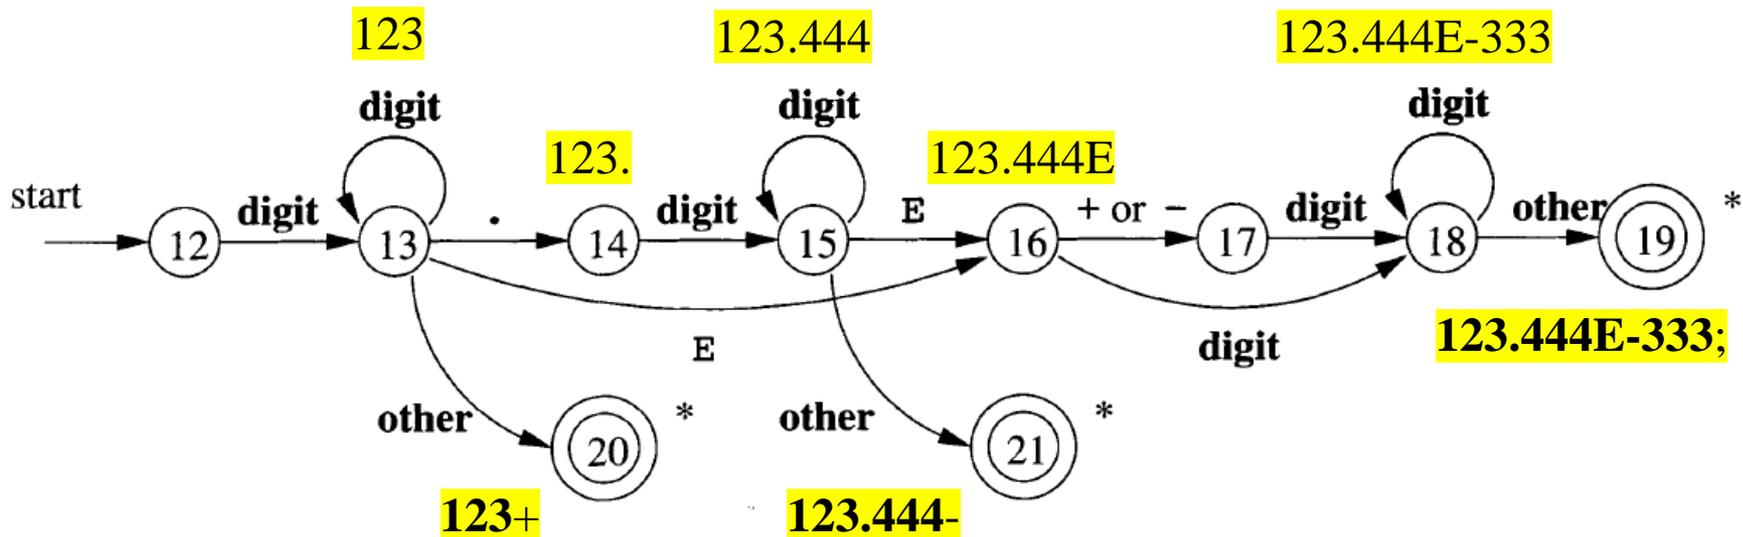 123
123.444
123.444E-333
digit
digit
digit
123.
123.444E
start
digit
.
digit
E
+ or -
digit
other
*
12
13
14
15
16
17
18
19
E
digit
123.444E-333;
other
20
*
other
21
*
123+
123.444-